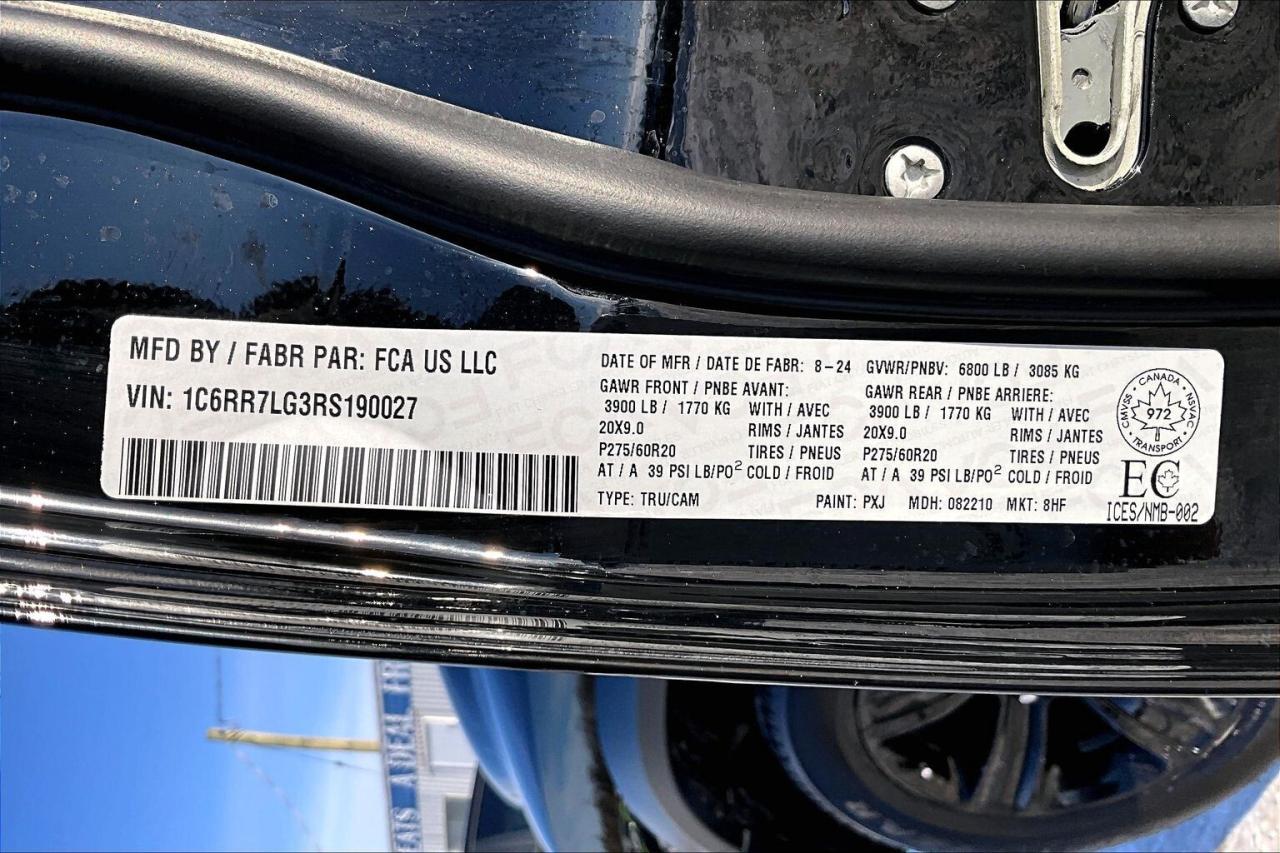 MFD BY / FABR PAR: FCA US LLC
VIN: 1C6RR7LG3RS190027
DATE OF MFR / DATE DE FABR: 8-24 GVWR/PNBV: 6800 LB / 3085 KG
GAWR FRONT / PNBE AVANT: GAWR REAR / PNBE ARRIERE:
3900 LB / 1770 KG WITH / AVEC 3900 LB / 1770 KG WITH / AVEC
20X9.0 RIMS / JANTES 20X9.0 RIMS / JANTES
P275/60R20 TIRES / PNEUS P275/60R20 TIRES / PNEUS
AT / A 39 PSI LB/PO² COLD / FROID AT / A 39 PSI LB/PO² COLD / FROID
TYPE: TRU/CAM PAINT: PXJ MDH: 082210 MKT: 8HF
CANADA
CMVSS 972 NSVAC
TRANSPORT
EC
ICES/NMB-002